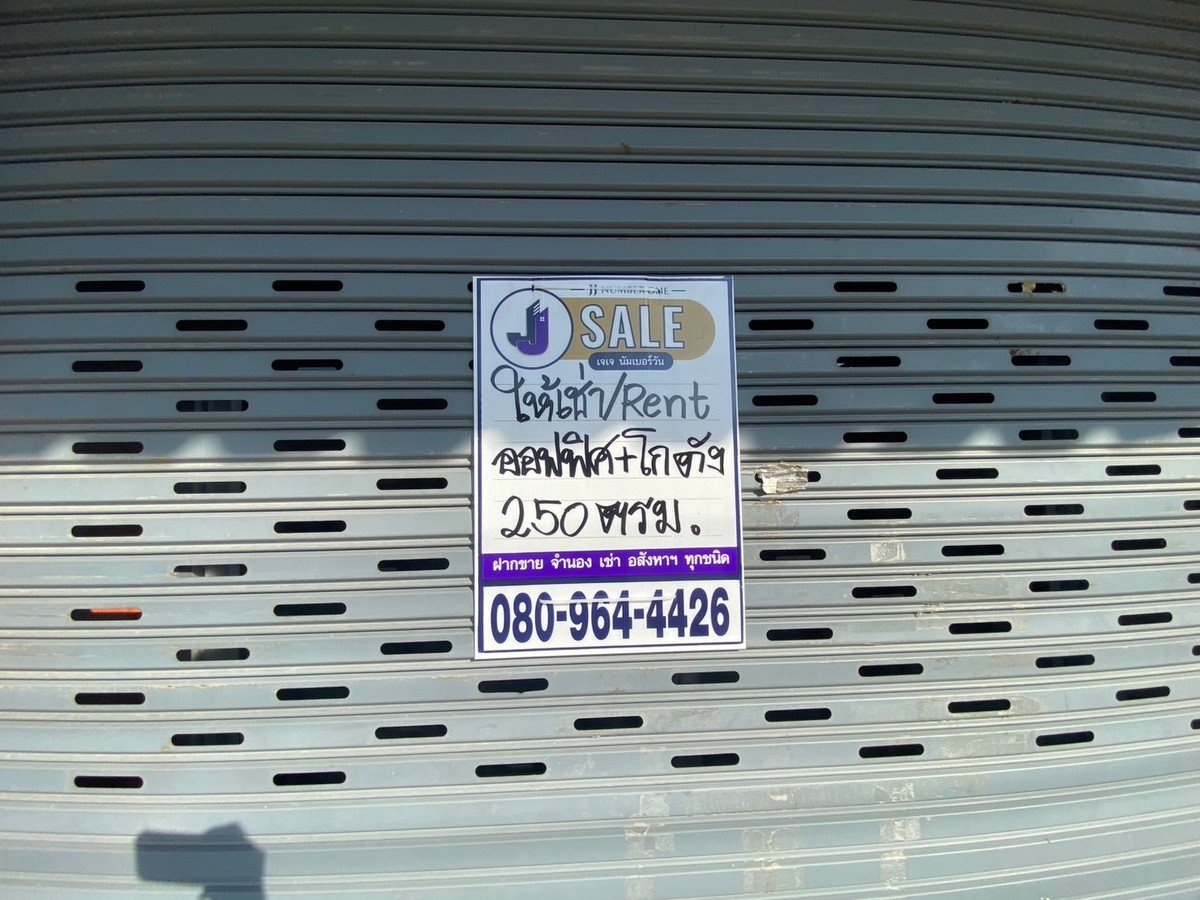 JJ NUMBER ONE
J SALE
เจเจ นัมเบอร์วัน
ให้เช่า/Rent
ออฟฟิศ+โกดัง
250 ตรม.
ฝากขาย จำนอง เช่า อสังหาฯ ทุกชนิด
080-964-4426